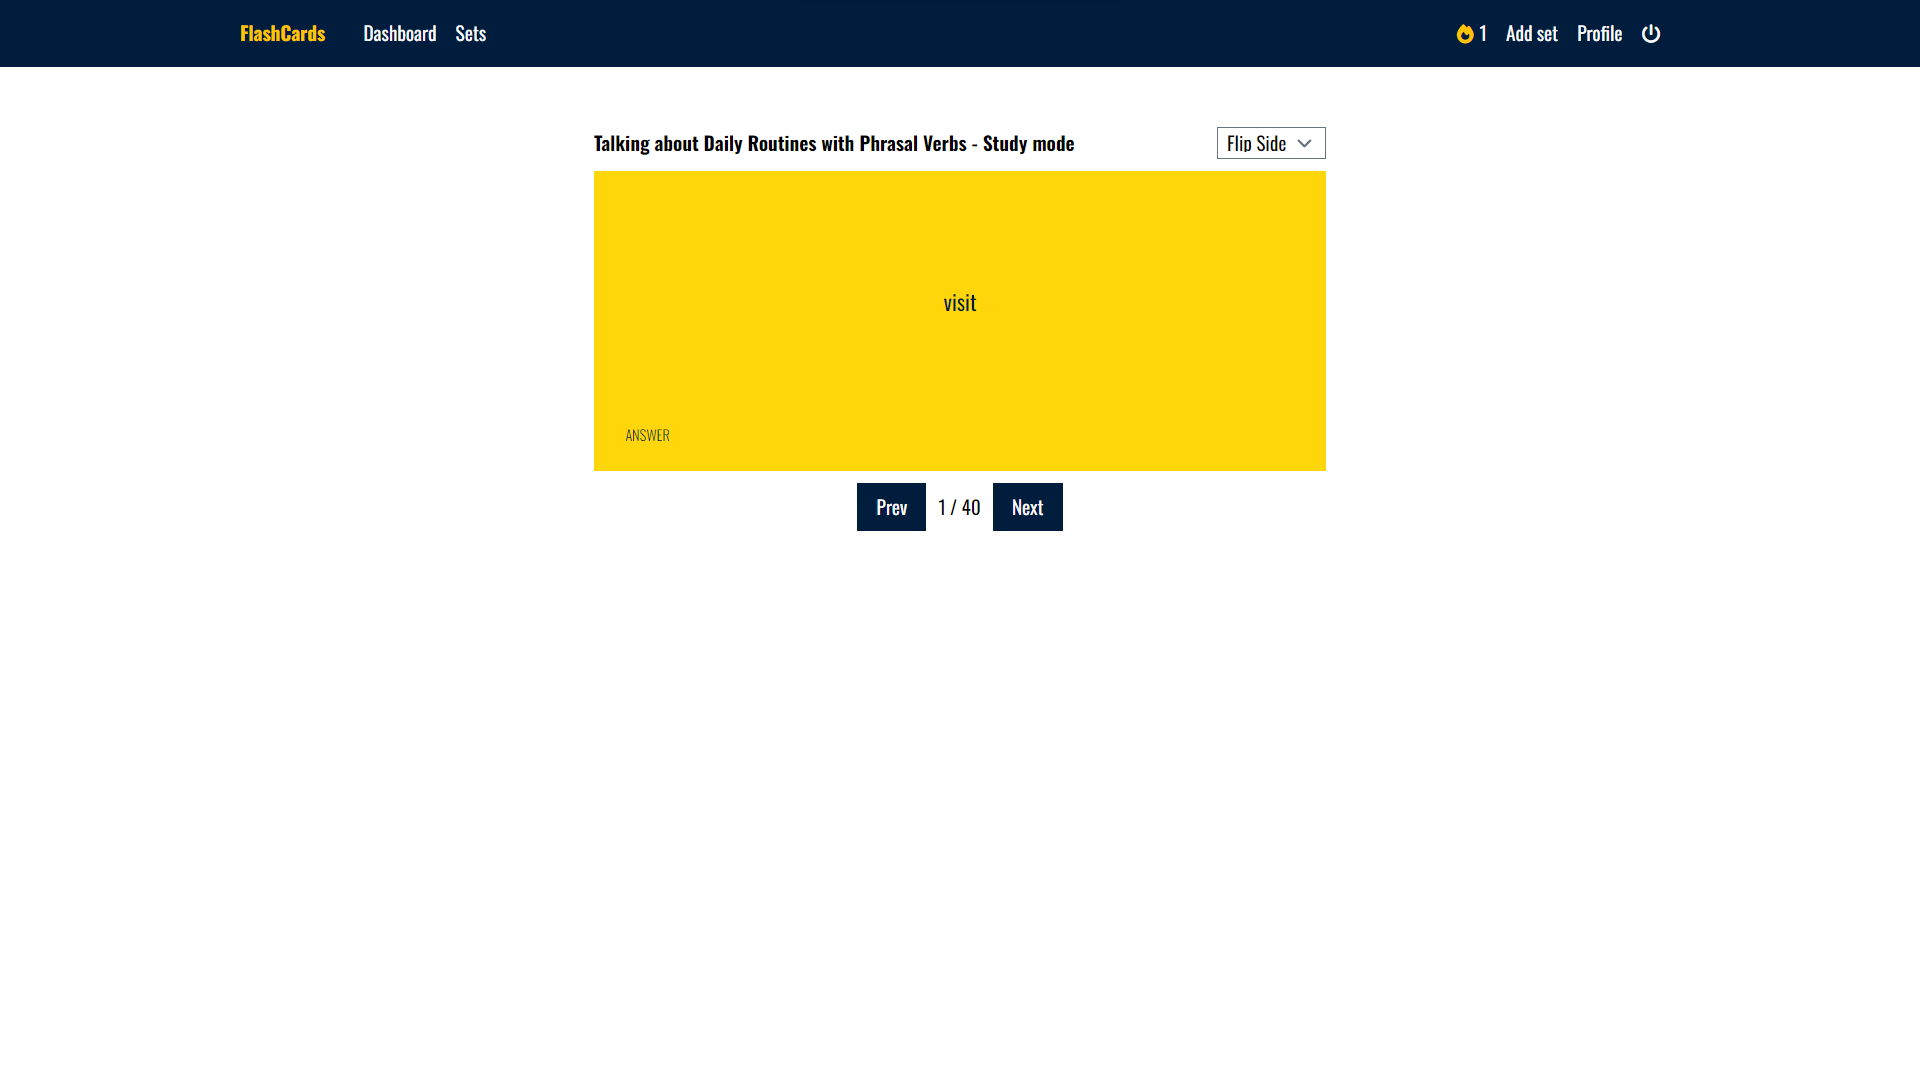 FlashCards Dashboard Sets 1 Add set Profile
Talking about Daily Routines with Phrasal Verbs - Study mode Flip Side
visit
ANSWER
Prev 1 / 40 Next